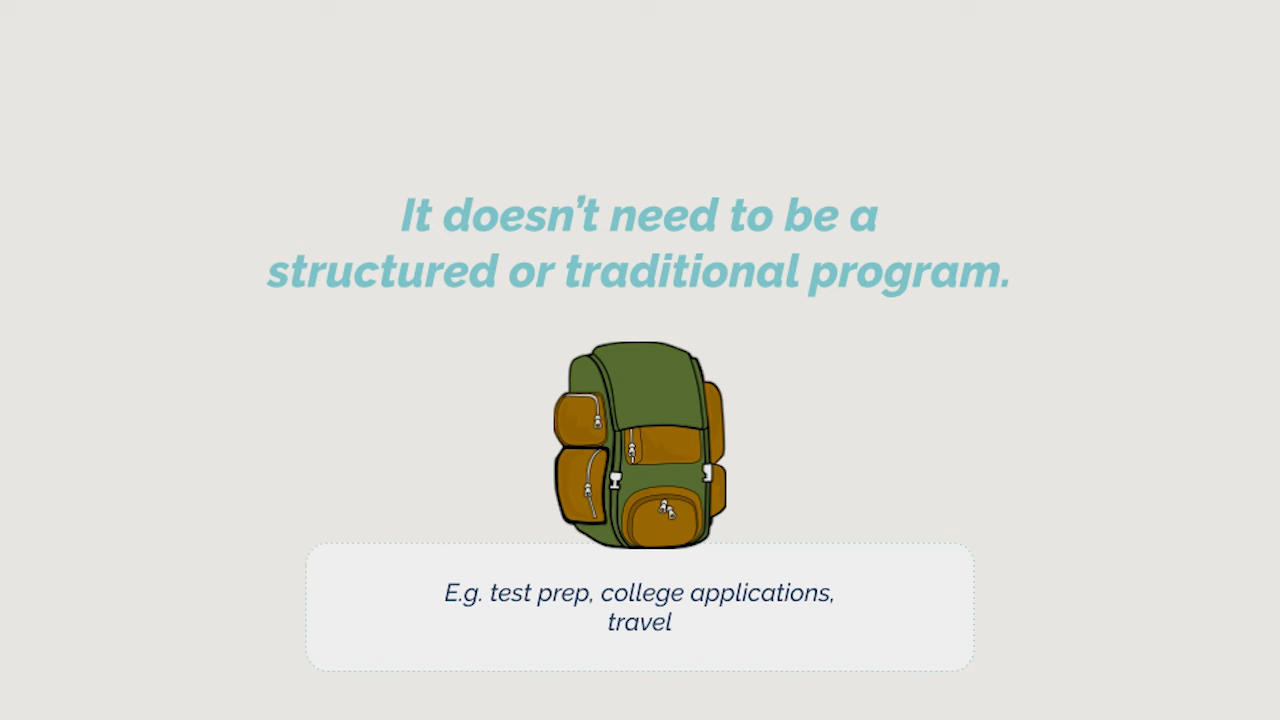 It doesn’t need to be a
structured or traditional program.
E.g. test prep, college applications,
travel